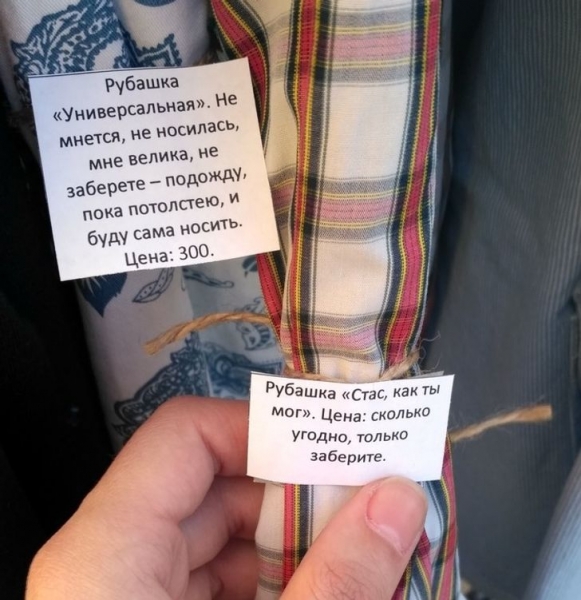 Рубашка
«Универсальная». Не
мнется, не носилась,
мне велика, не
заберете – подожду,
пока потолстею, и
буду сама носить.
Цена: 300.
Рубашка «Стас, как ты
мог». Цена: сколько
угодно, только
заберите.